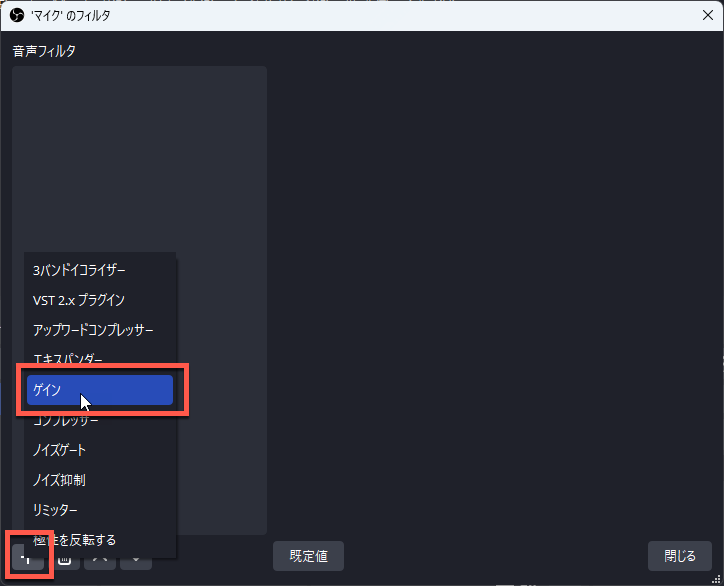 'マイク' のフィルタ
音声フィルタ
3バンドイコライザー
VST 2.x プラグイン
アップワードコンプレッサー
エキスパンダー
ゲイン
コンプレッサー
ノイズゲート
ノイズ抑制
リミッター
極性を反転する
既定値
閉じる